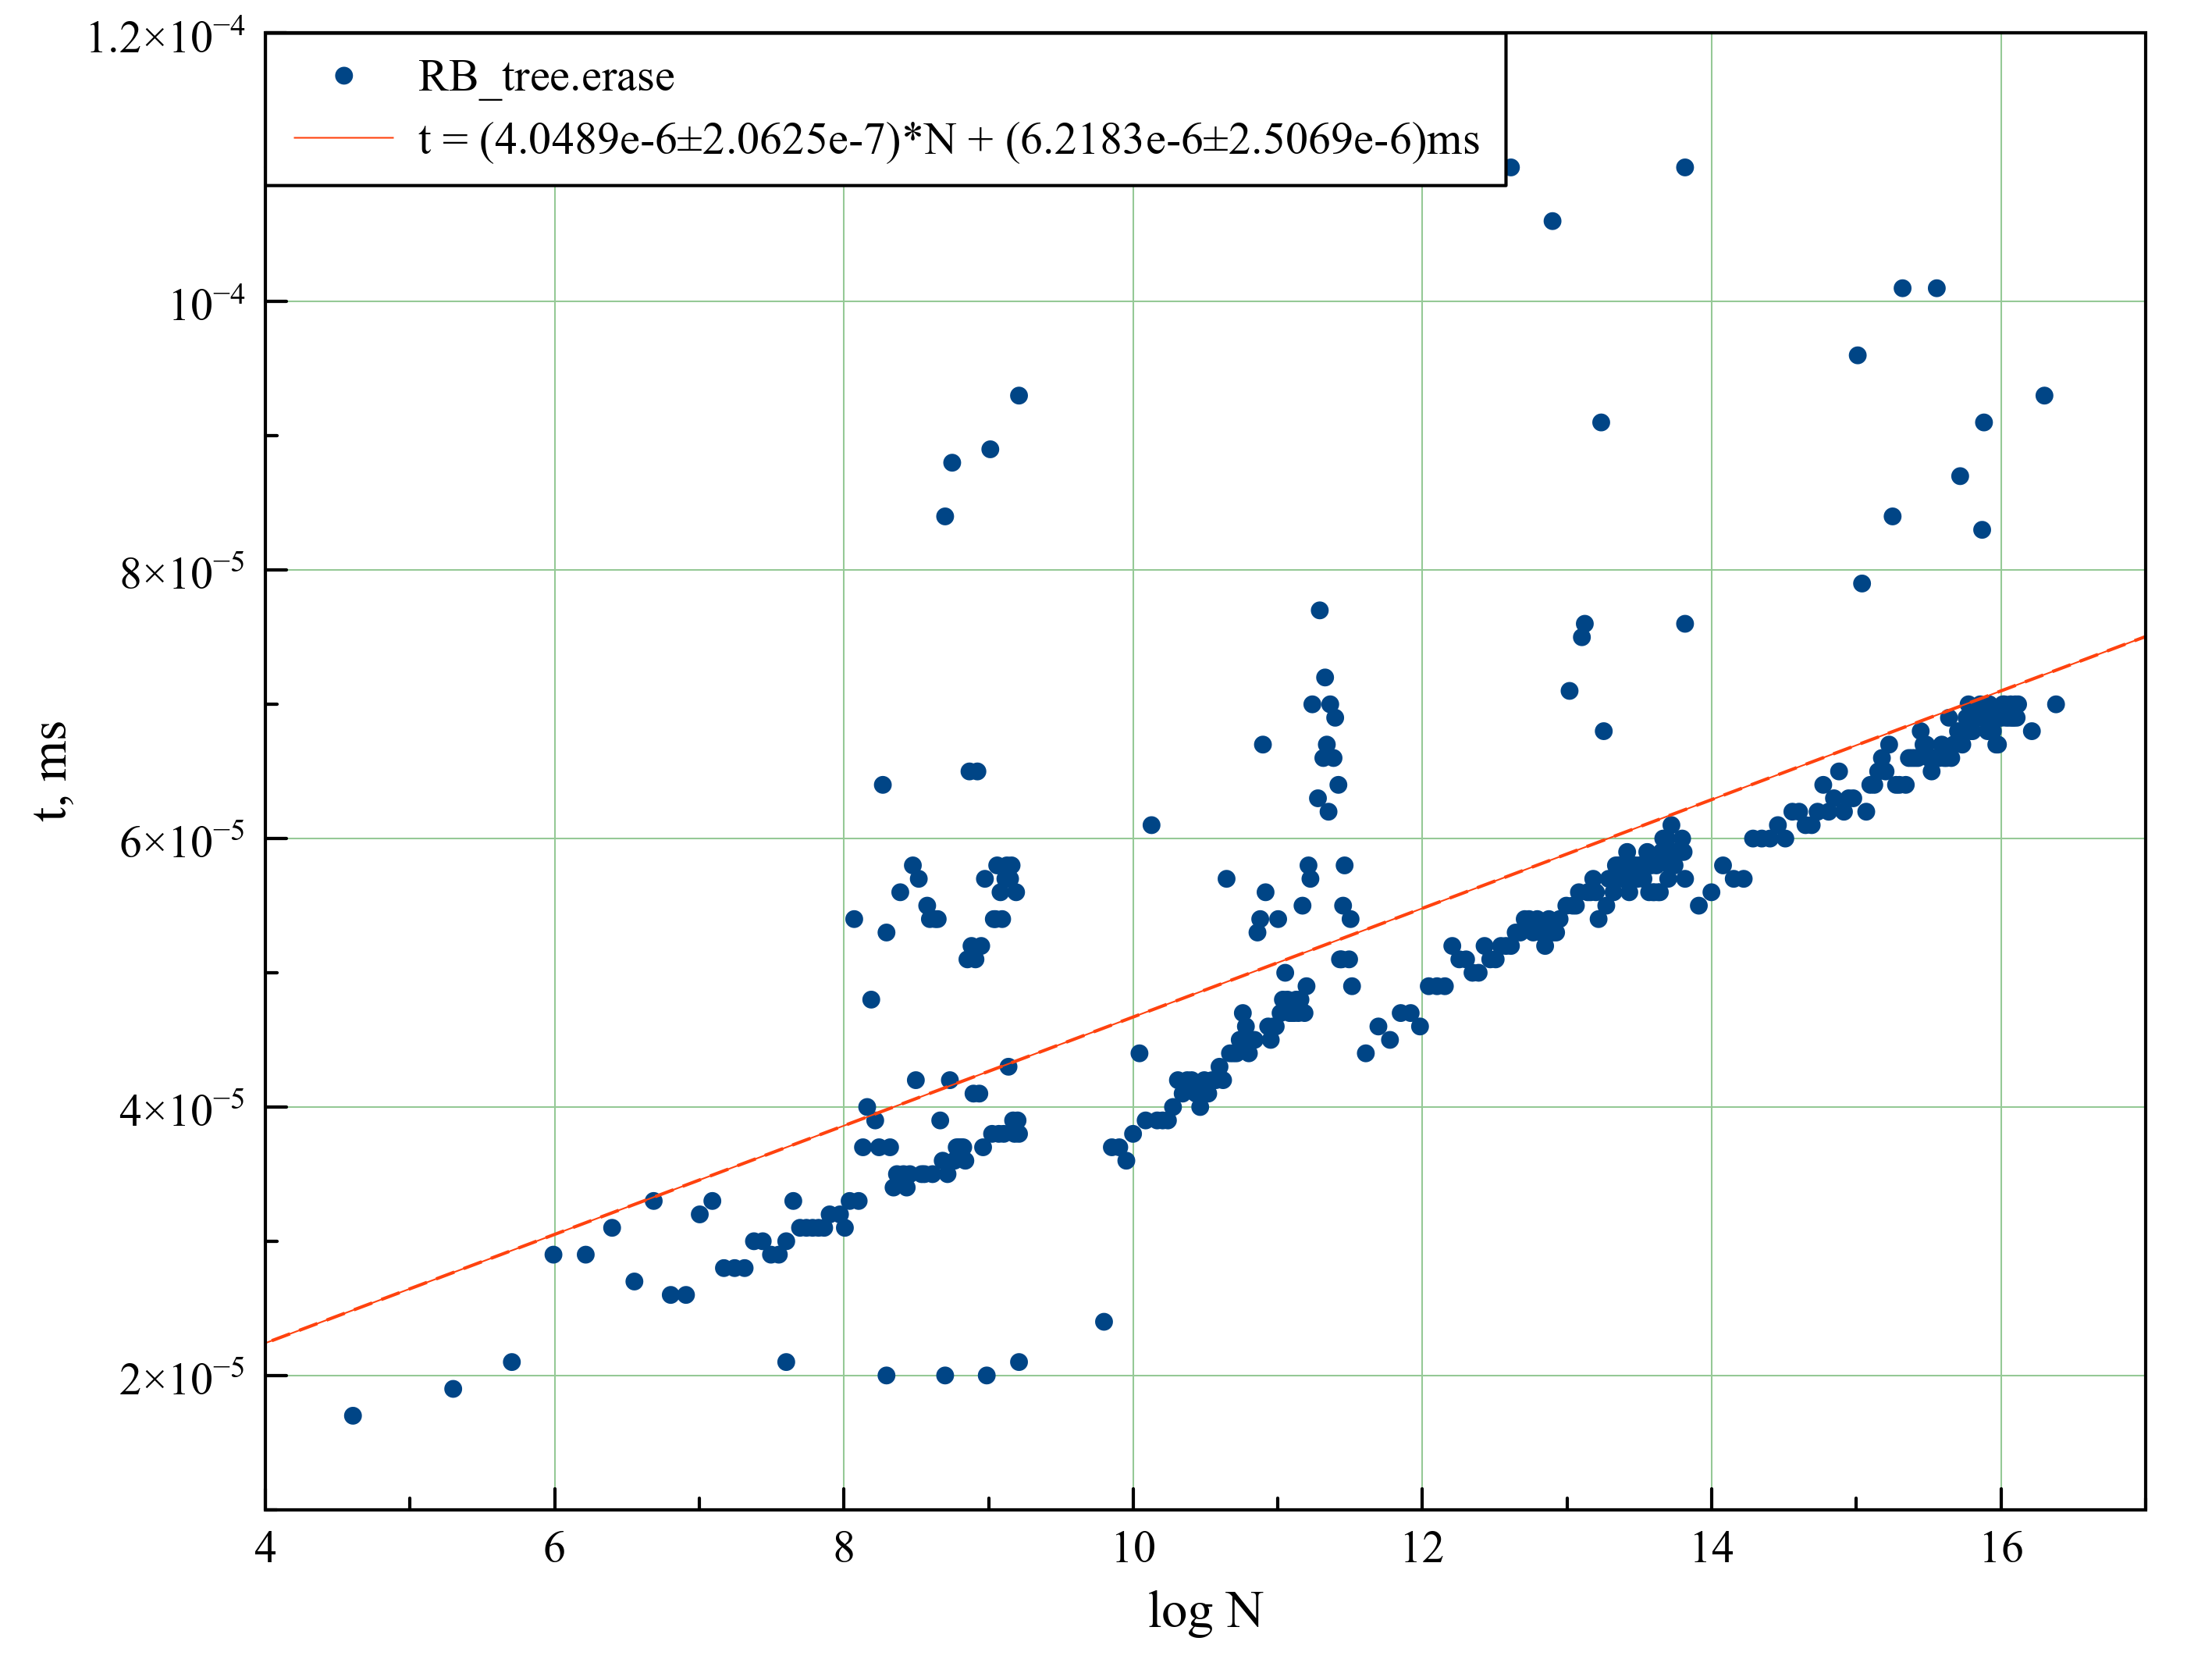 1.2×10⁻⁴
RB_tree.erase
t = (4.0489e-6±2.0625e-7)*N + (6.2183e-6±2.5069e-6)ms
10⁻⁴
8×10⁻⁵
6×10⁻⁵
4×10⁻⁵
2×10⁻⁵
t, ms
4 6 8 10 12 14 16
log N